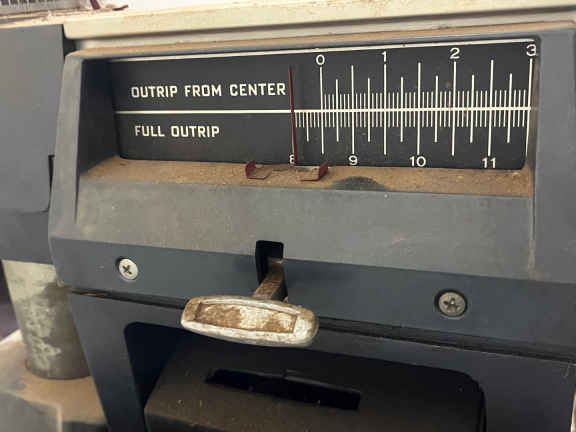 0 1 2 3
OUTRIP FROM CENTER
FULL OUTRIP
8 9 10 11